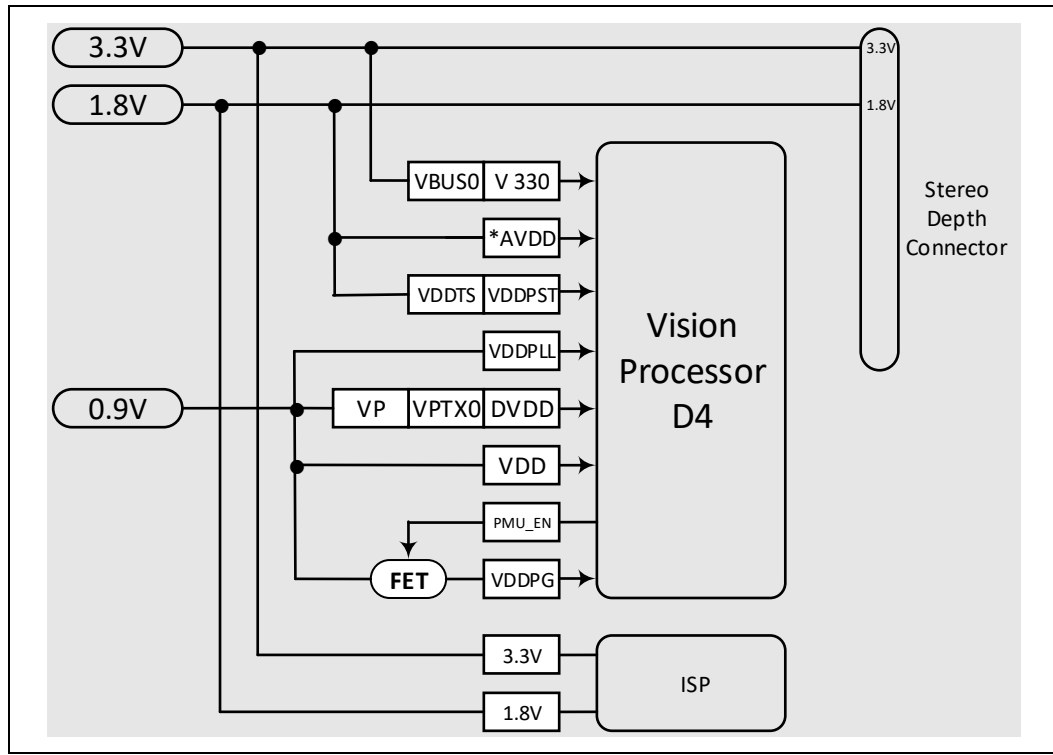 3.3V
3.3V
1.8V
1.8V
VBUS0 V 330
*AVDD
VDDTS VDDPST
VDDPLL
0.9V
VP VPTX0 DVDD
VDD
PMU_EN
FET
VDDPG
Vision
Processor
D4
Stereo
Depth
Connector
3.3V
1.8V
ISP